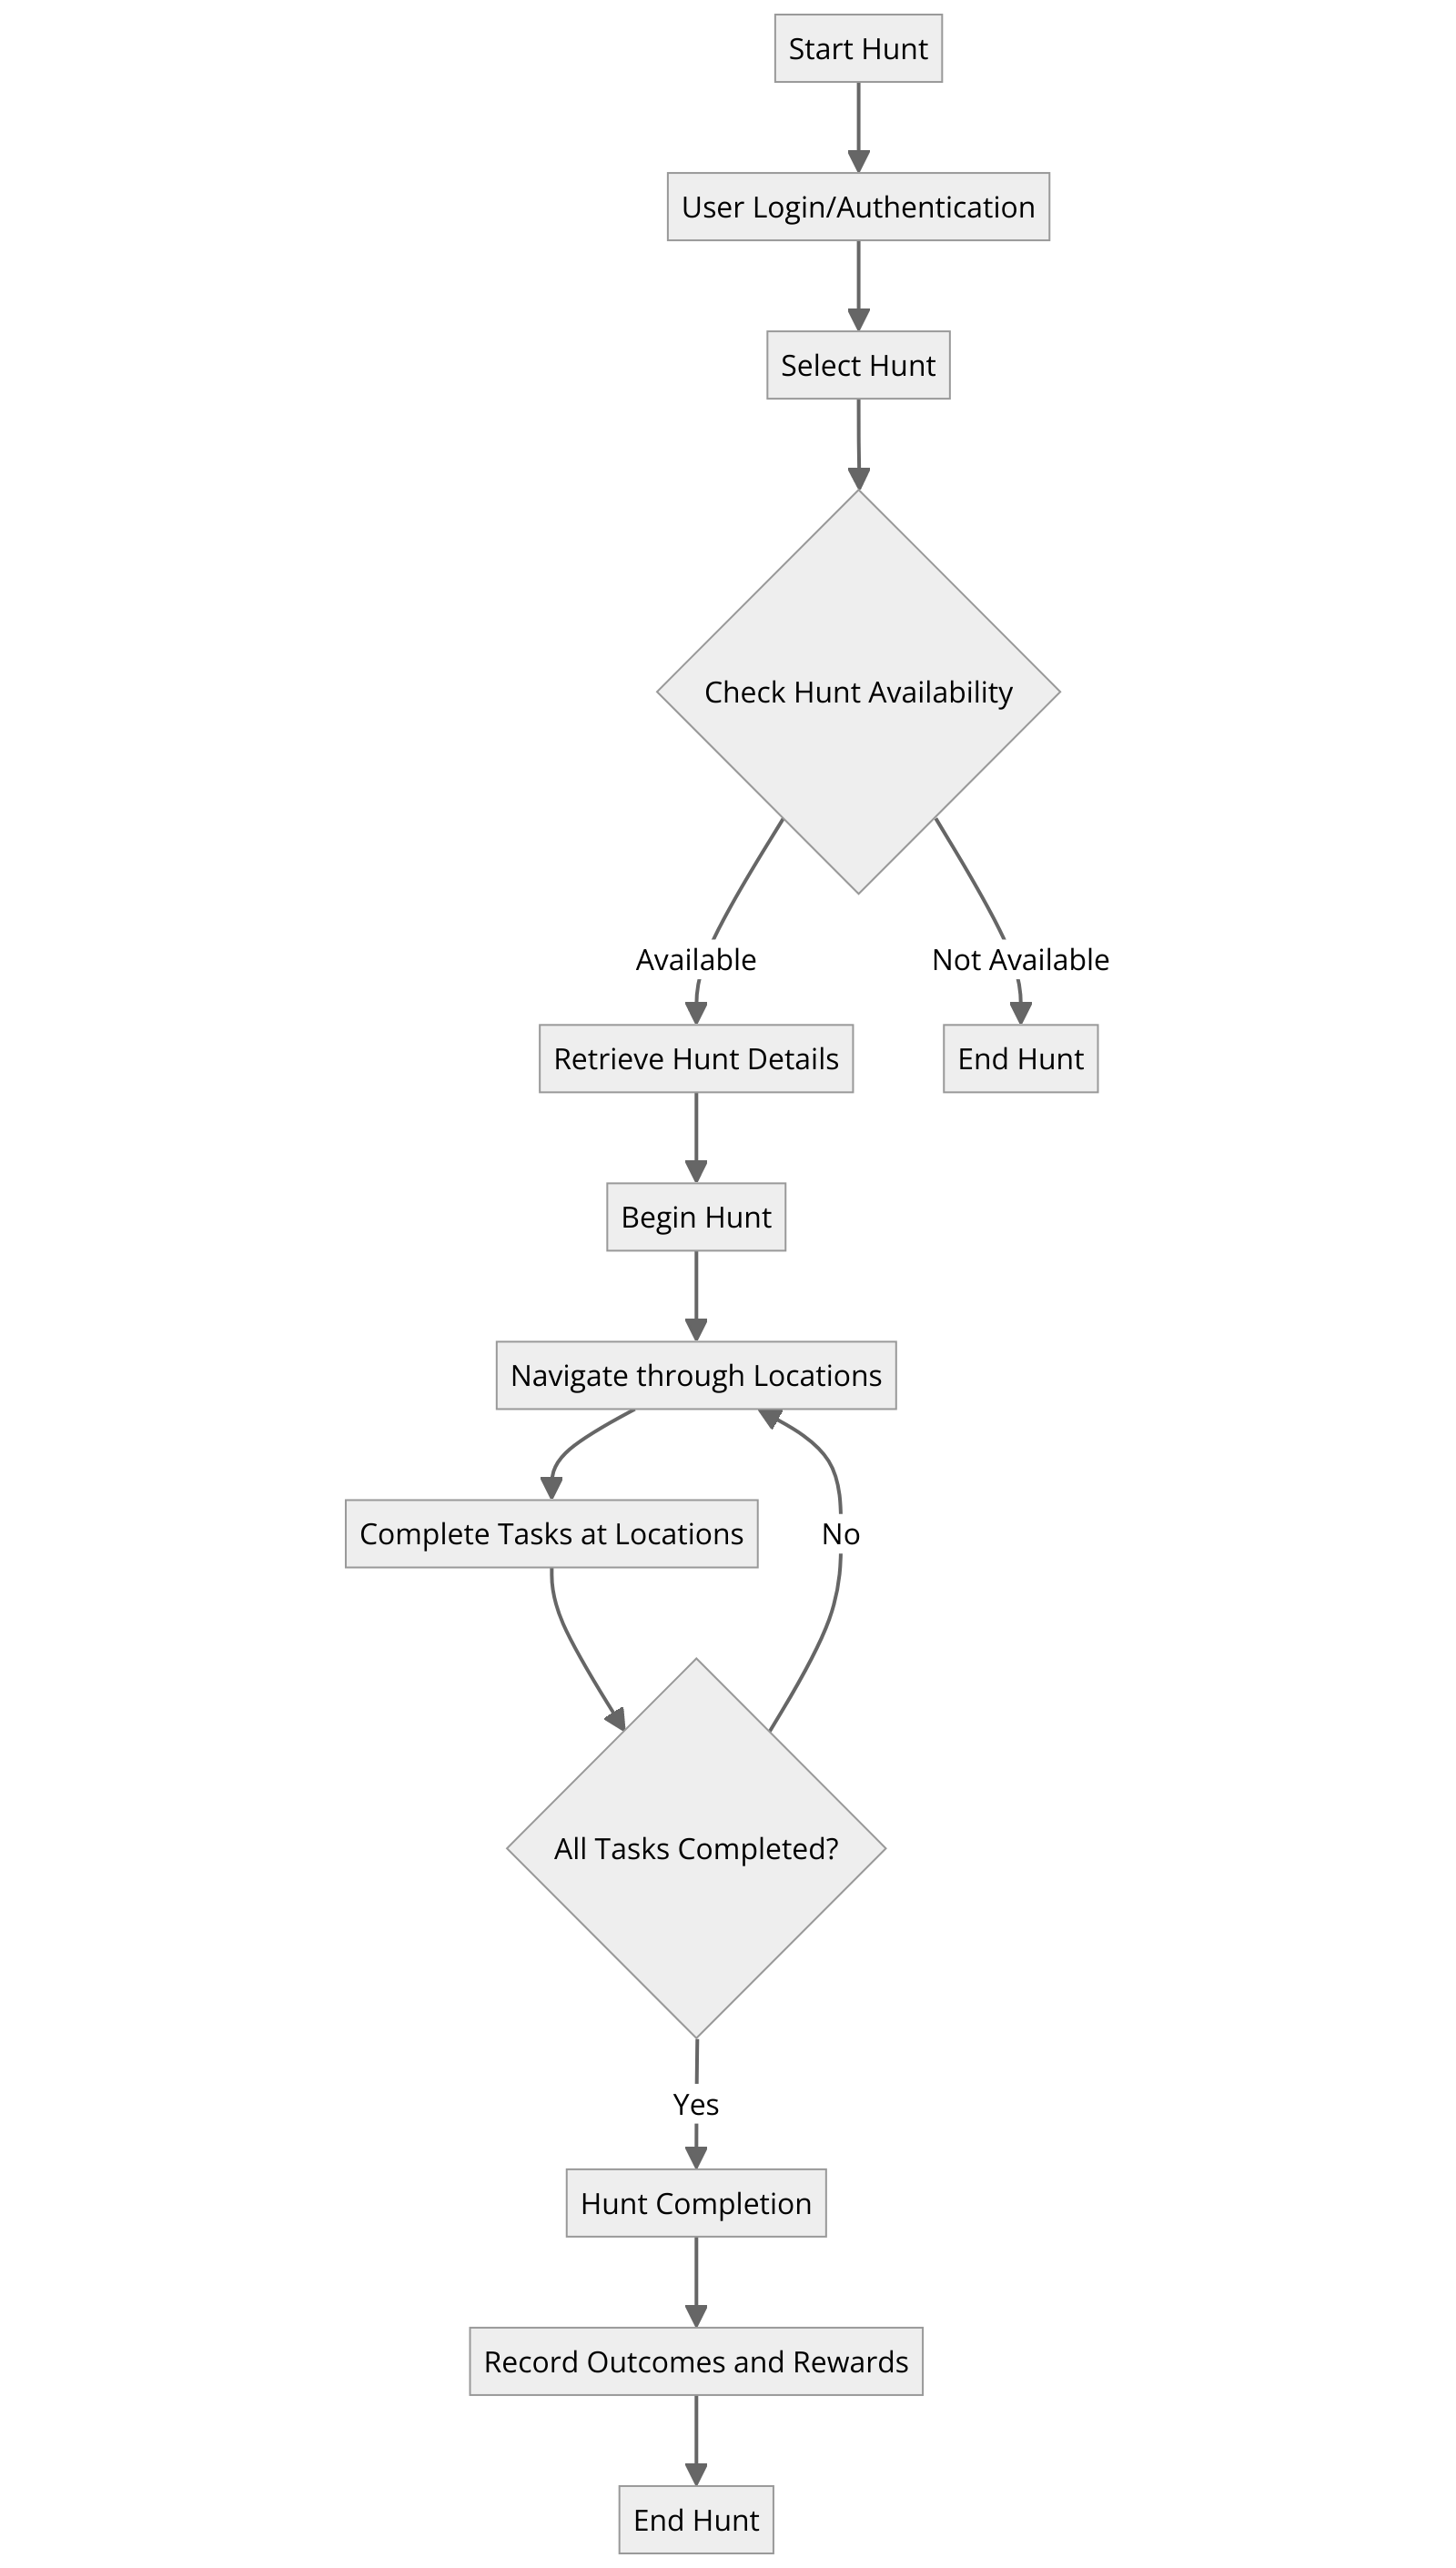 Start Hunt
User Login/Authentication
Select Hunt
Check Hunt Availability
Available
Not Available
Retrieve Hunt Details
End Hunt
Begin Hunt
Navigate through Locations
Complete Tasks at Locations
No
All Tasks Completed?
Yes
Hunt Completion
Record Outcomes and Rewards
End Hunt